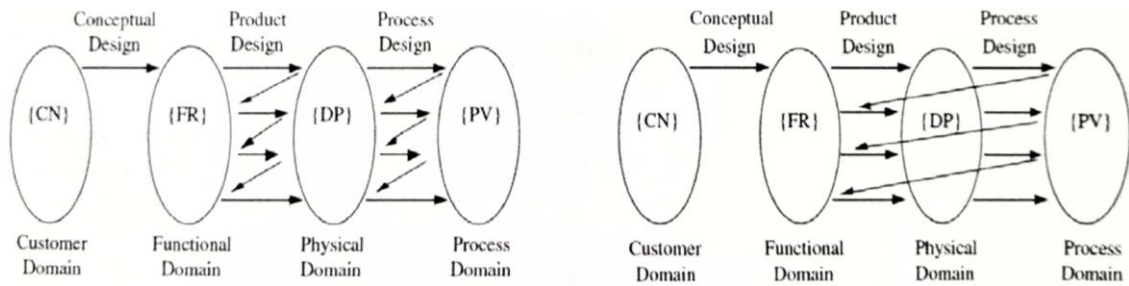 Conceptual Design
Product Design
Process Design
{CN}
{FR}
{DP}
{PV}
Customer Domain
Functional Domain
Physical Domain
Process Domain
Conceptual Design
Product Design
Process Design
{CN}
{FR}
{DP}
{PV}
Customer Domain
Functional Domain
Physical Domain
Process Domain